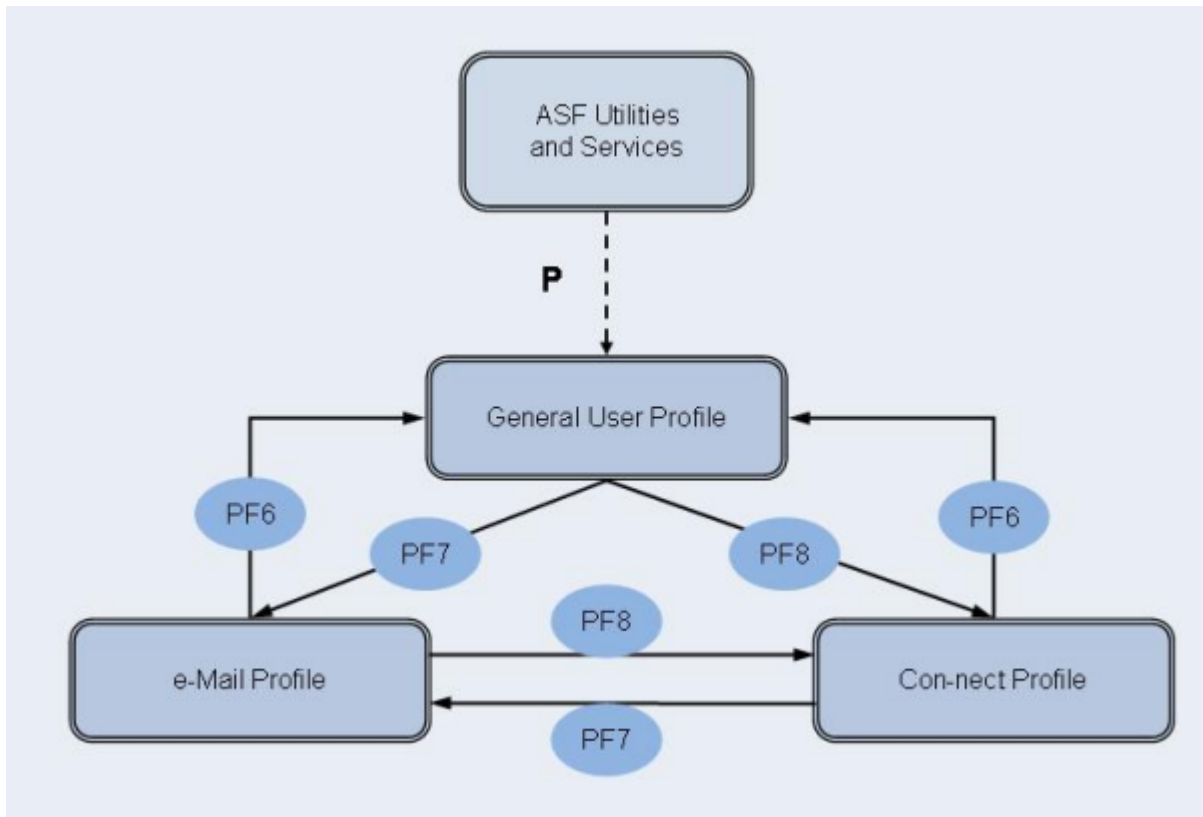 ASF Utilities
and Services
P
General User Profile
PF6
PF7
PF8
PF6
PF8
e-Mail Profile
Con-nect Profile
PF7